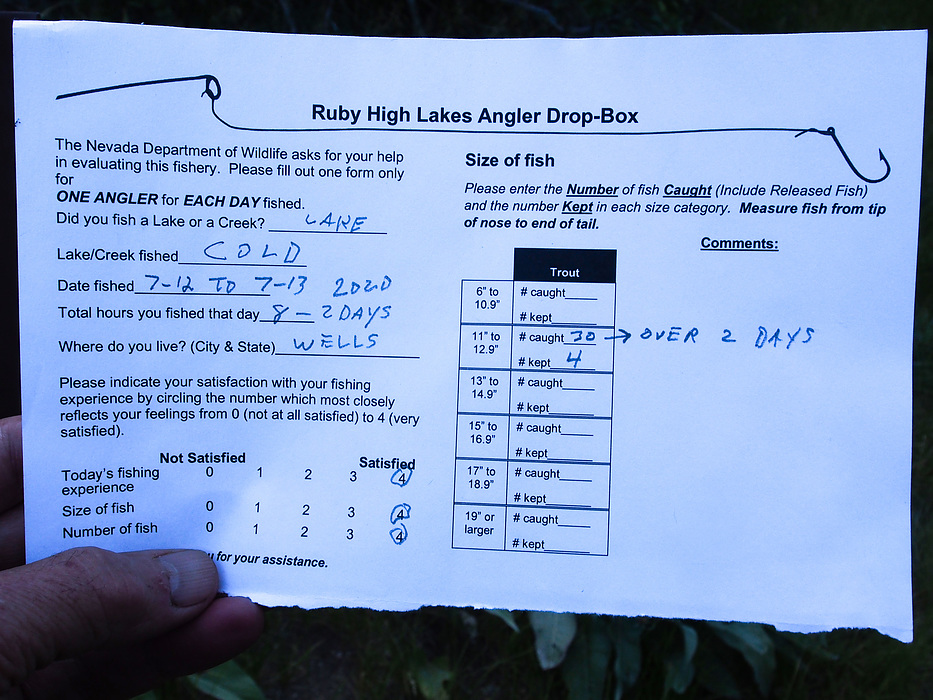 Ruby High Lakes Angler Drop-Box
The Nevada Department of Wildlife asks for your help
in evaluating this fishery. Please fill out one form only
for
ONE ANGLER for EACH DAY fished.
Did you fish a Lake or a Creek? LAKE
Lake/Creek fished COLD
Date fished 7-12 TO 7-13 2020
Total hours you fished that day 8 - 2 DAYS
Where do you live? (City & State) WELLS
Please indicate your satisfaction with your fishing
experience by circling the number which most closely
reflects your feelings from 0 (not at all satisfied) to 4 (very
satisfied).
Not Satisfied Satisfied
Today's fishing 0 1 2 3 4
experience
Size of fish 0 1 2 3 4
Number of fish 0 1 2 3 4
for your assistance.
Size of fish
Please enter the Number of fish Caught (Include Released Fish)
and the number Kept in each size category. Measure fish from tip
of nose to end of tail.
Comments:
Trout
6" to # caught
10.9" # kept
11" to # caught 30 → OVER 2 DAYS
12.9" # kept 4
13" to # caught
14.9" # kept
15" to # caught
16.9" # kept
17" to # caught
18.9" # kept
19" or # caught
larger # kept